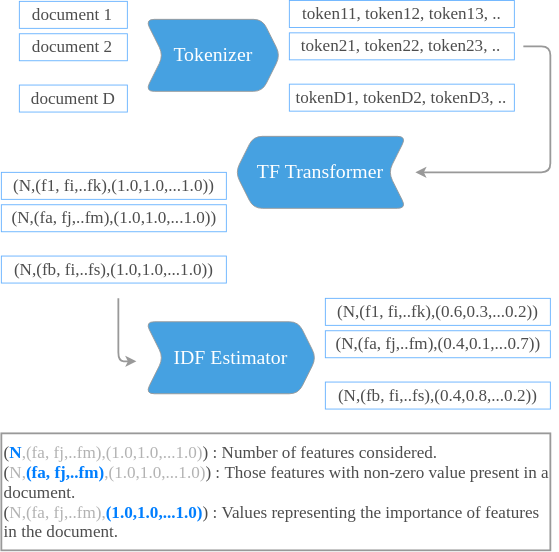 document 1
document 2
document D
Tokenizer
token11, token12, token13, ..
token21, token22, token23, ..
tokenD1, tokenD2, tokenD3, ..
TF Transformer
(N,(f1, fi,..fk),(1.0,1.0,...1.0))
(N,(fa, fj,..fm),(1.0,1.0,...1.0))
(N,(fb, fi,..fs),(1.0,1.0,...1.0))
IDF Estimator
(N,(f1, fi,..fk),(0.6,0.3,...0.2))
(N,(fa, fj,..fm),(0.4,0.1,...0.7))
(N,(fb, fi,..fs),(0.4,0.8,...0.2))
(N,(fa, fj,..fm),(1.0,1.0,...1.0)) : Number of features considered.
(N,(fa, fj,..fm),(1.0,1.0,...1.0)) : Those features with non-zero value present in a
document.
(N,(fa, fj,..fm),(1.0,1.0,...1.0)) : Values representing the importance of features
in the document.